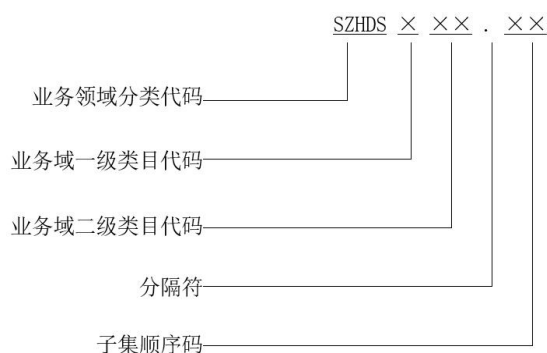 SZHDS × ×× . ××
业务领域分类代码
业务域一级类目代码
业务域二级类目代码
分隔符
子集顺序码